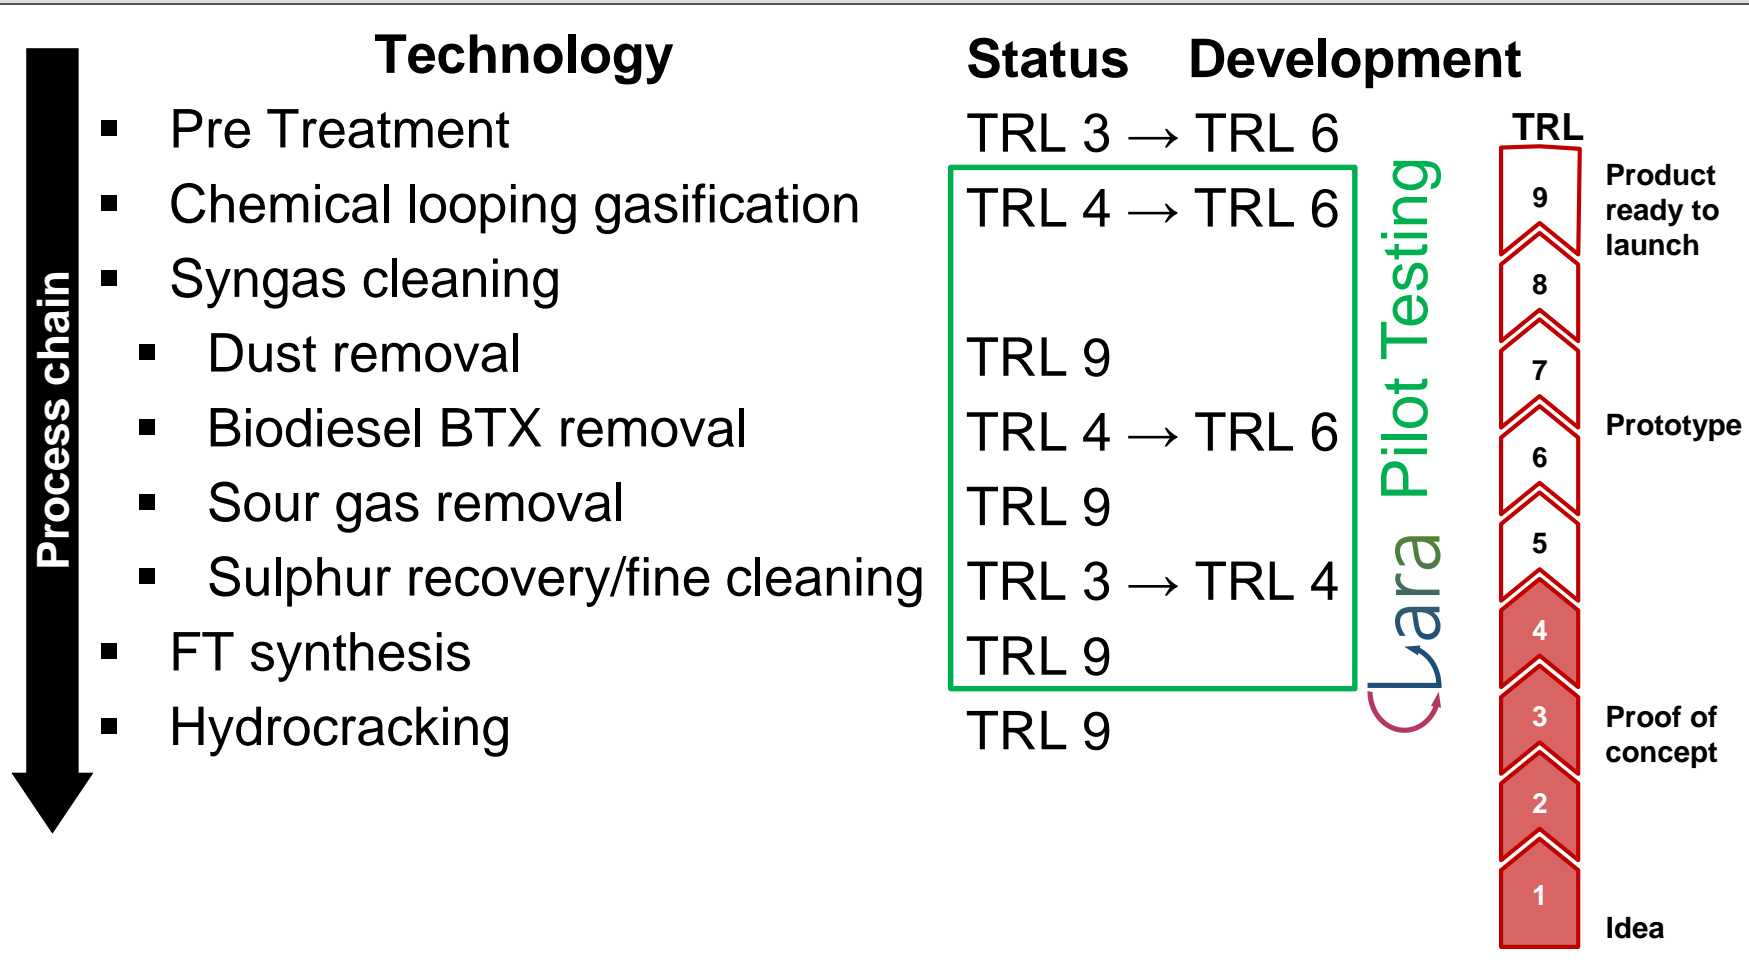 Technology Status Development
Pre Treatment TRL 3 → TRL 6
Chemical looping gasification TRL 4 → TRL 6
Syngas cleaning
Dust removal TRL 9
Biodiesel BTX removal TRL 4 → TRL 6
Sour gas removal TRL 9
Sulphur recovery/fine cleaning TRL 3 → TRL 4
FT synthesis TRL 9
Hydrocracking TRL 9
Process chain
Clara Pilot Testing
TRL
9
Product
ready to
launch
8
7
Prototype
6
5
4
3
Proof of
concept
2
1
Idea